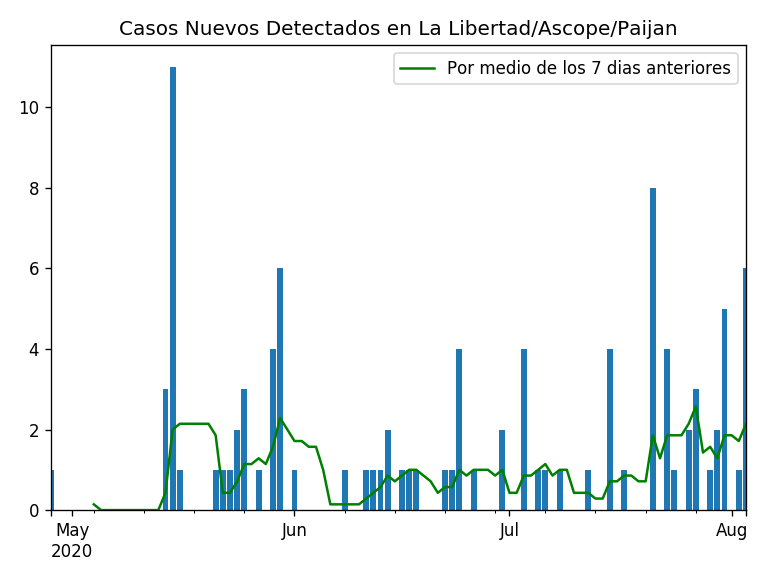 Casos Nuevos Detectados en La Libertad/Ascope/Paijan
Por medio de los 7 dias anteriores
10
8
6
4
2
0
May
2020
Jun
Jul
Aug